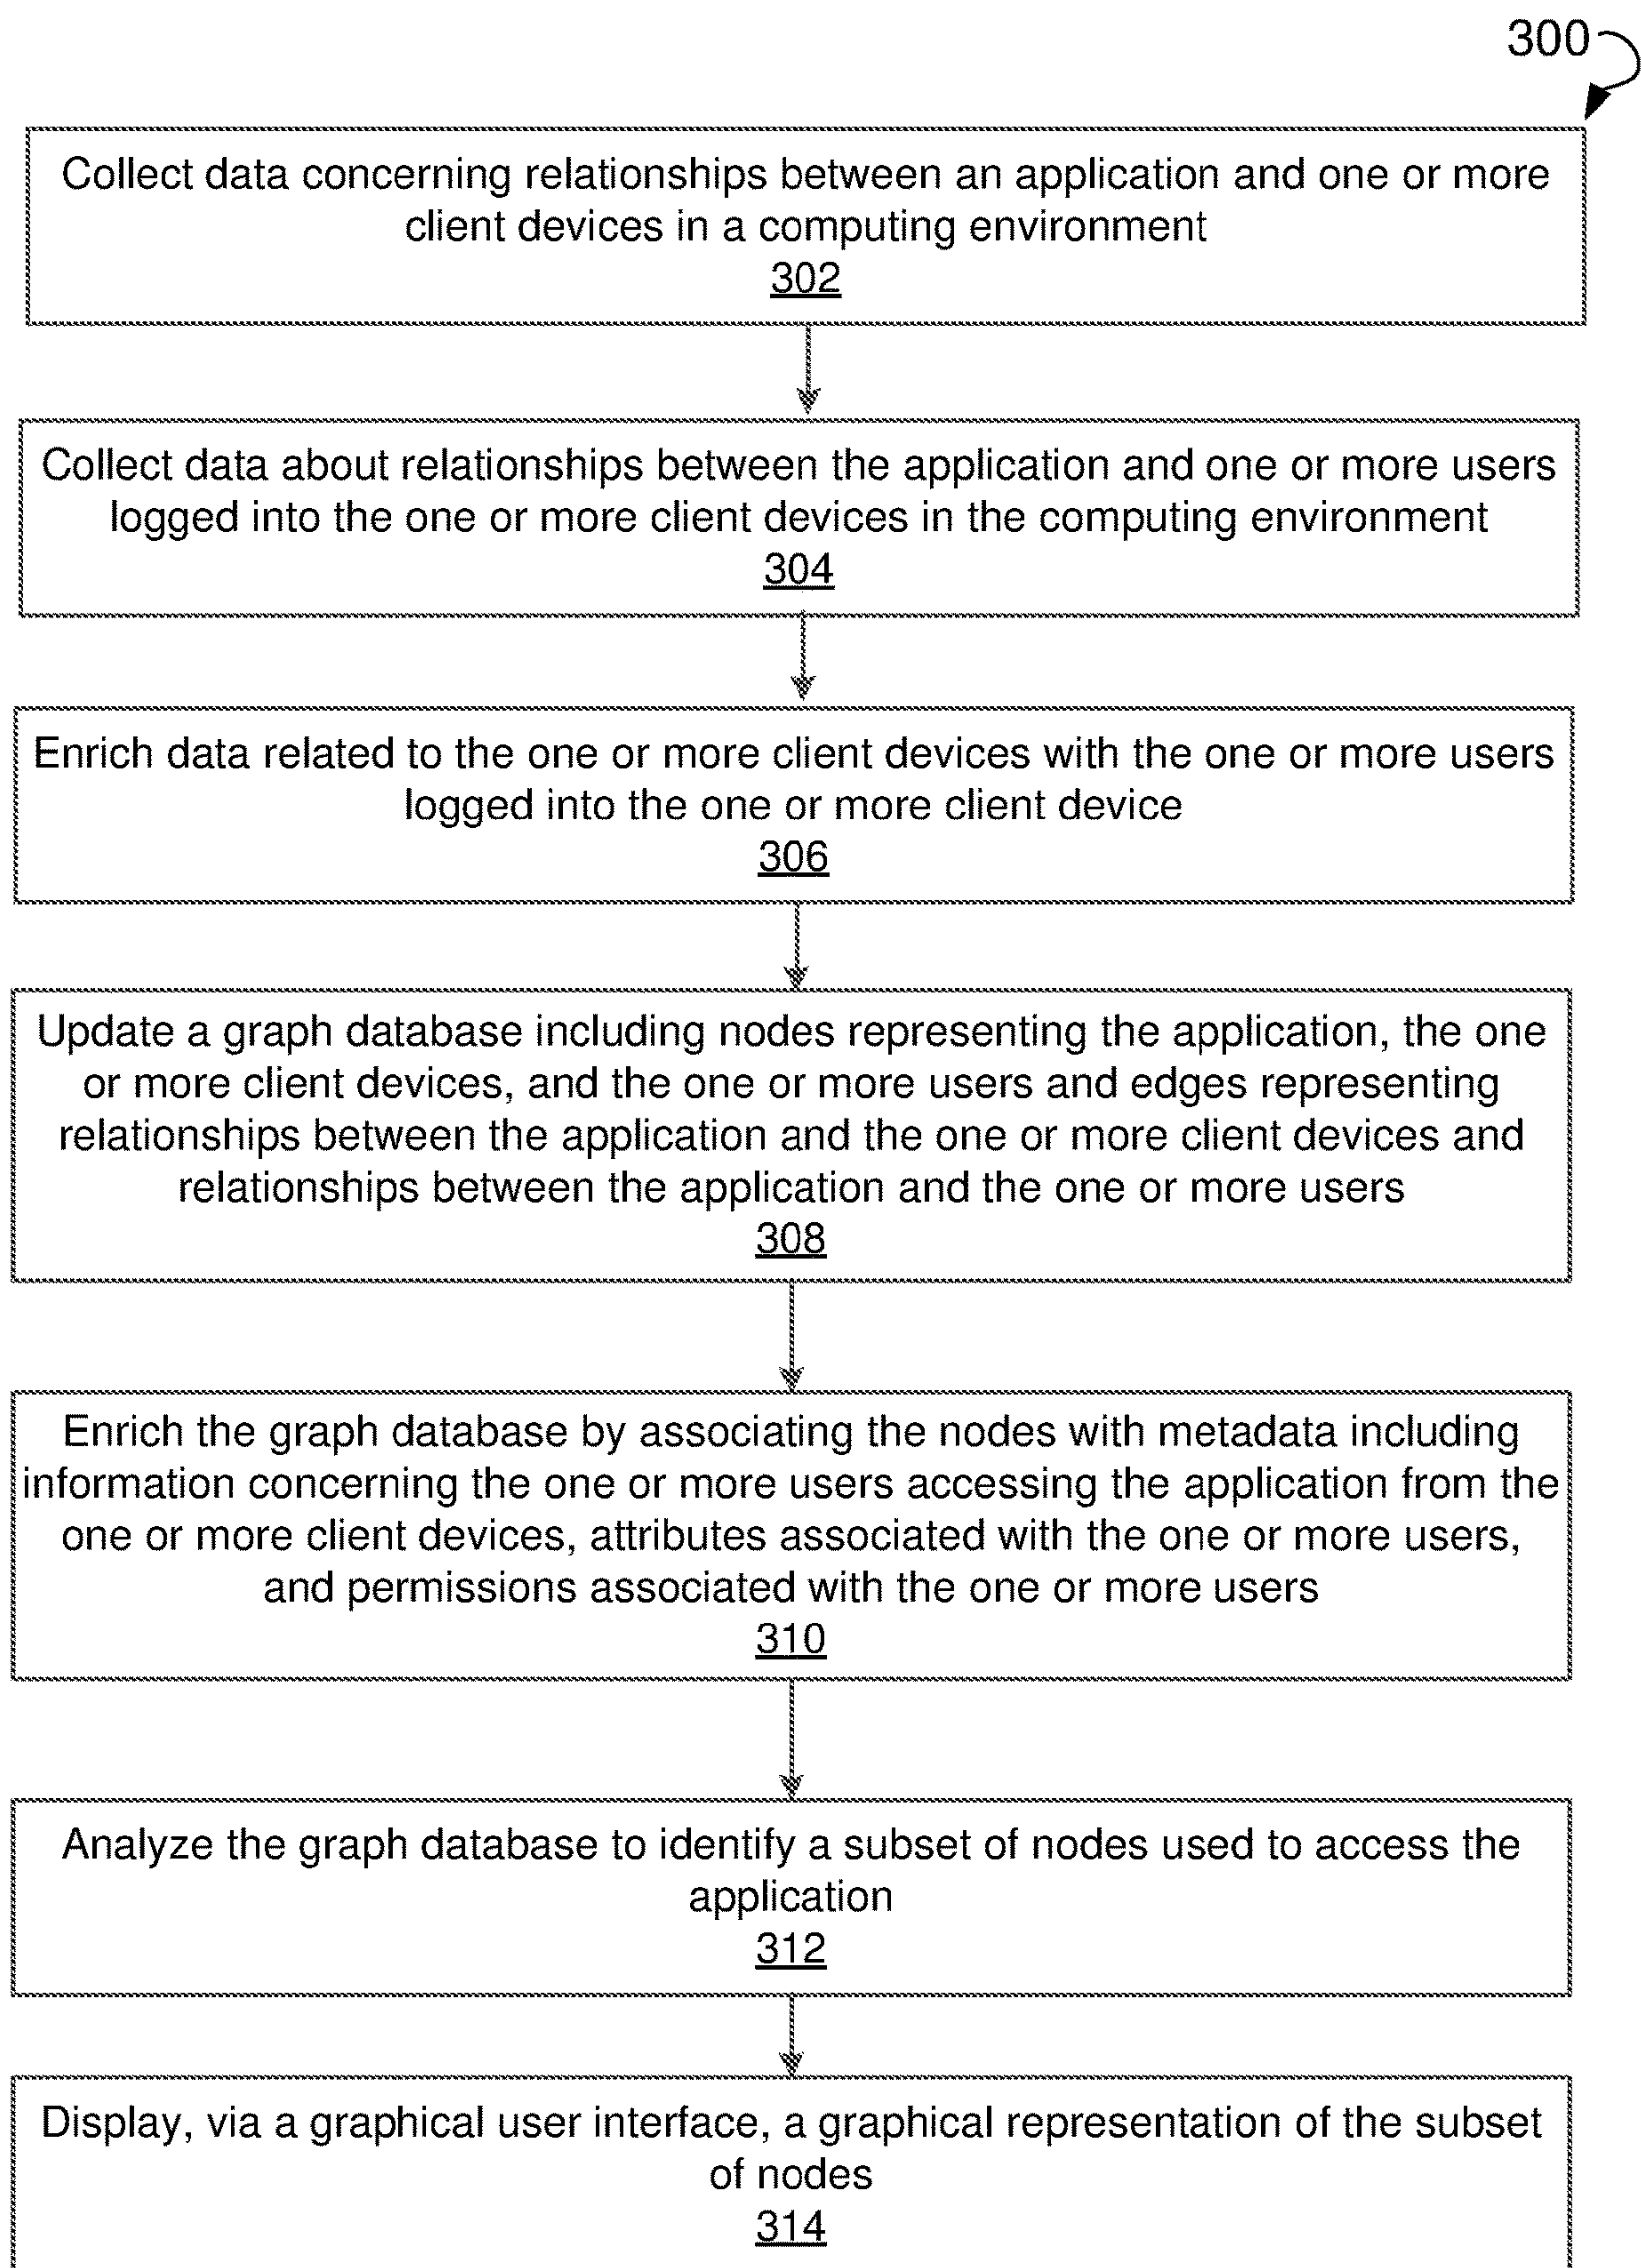 300
Collect data concerning relationships between an application and one or more
client devices in a computing environment
302
Collect data about relationships between the application and one or more users
logged into the one or more client devices in the computing environment
304
Enrich data related to the one or more client devices with the one or more users
logged into the one or more client device
306
Update a graph database including nodes representing the application, the one
or more client devices, and the one or more users and edges representing
relationships between the application and the one or more client devices and
relationships between the application and the one or more users
308
Enrich the graph database by associating the nodes with metadata including
information concerning the one or more users accessing the application from the
one or more client devices, attributes associated with the one or more users,
and permissions associated with the one or more users
310
Analyze the graph database to identify a subset of nodes used to access the
application
312
Display, via a graphical user interface, a graphical representation of the subset
of nodes
314